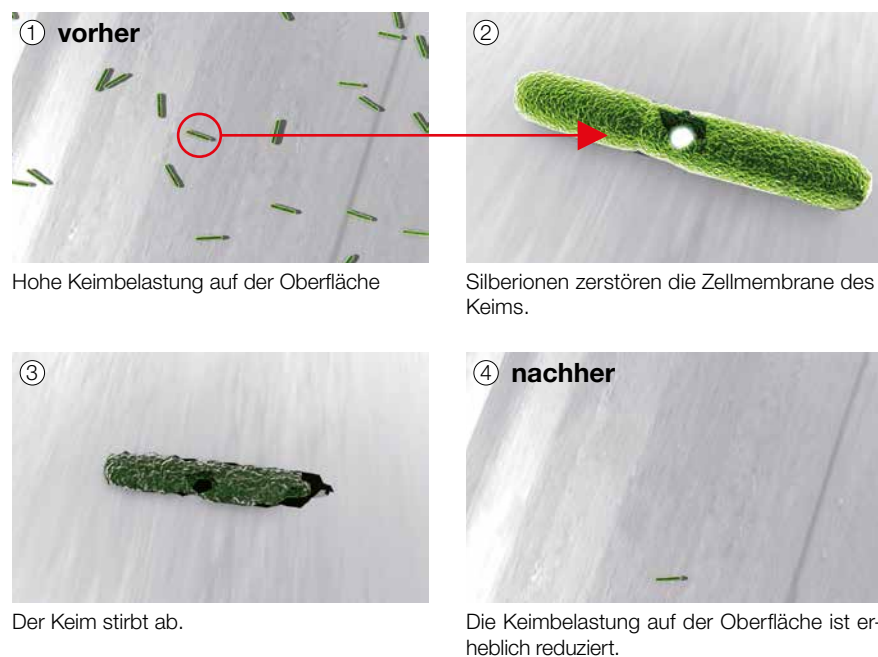 ① vorher
Hohe Keimbelastung auf der Oberfläche
②
Silberionen zerstören die Zellmembrane des
Keims.
③
Der Keim stirbt ab.
④ nachher
Die Keimbelastung auf der Oberfläche ist er-
heblich reduziert.